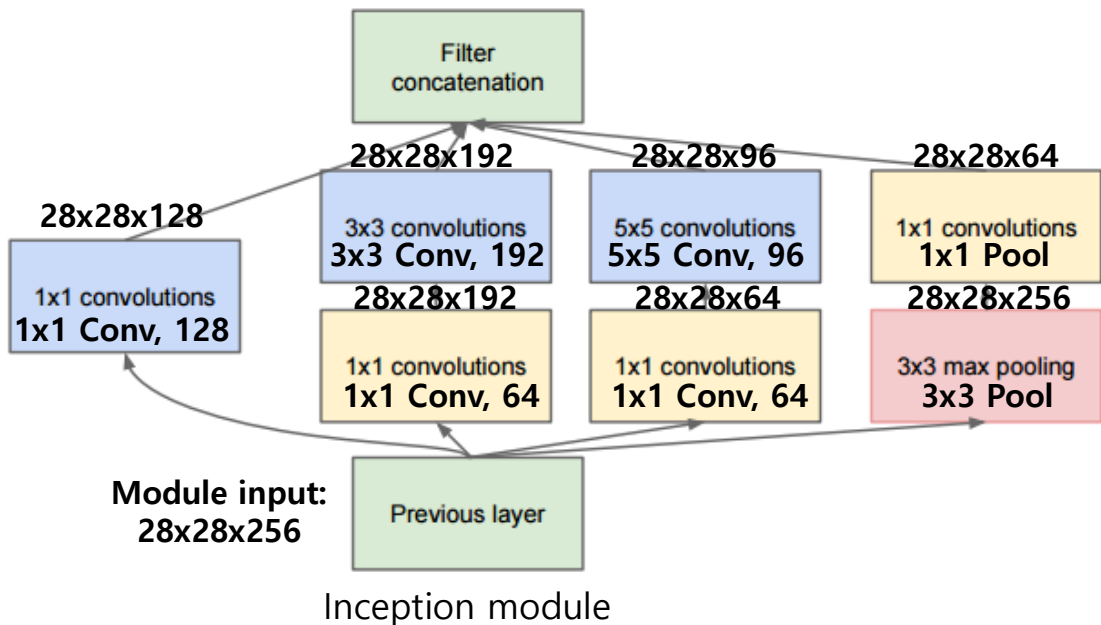 Filter
concatenation
28x28x192
28x28x96
28x28x64
28x28x128
3x3 convolutions
3x3 Conv, 192
5x5 convolutions
5x5 Conv, 96
1x1 convolutions
1x1 Pool
1x1 convolutions
1x1 Conv, 128
28x28x192
28x28x64
28x28x256
1x1 convolutions
1x1 Conv, 64
1x1 convolutions
1x1 Conv, 64
3x3 max pooling
3x3 Pool
Module input:
28x28x256
Previous layer
Inception module